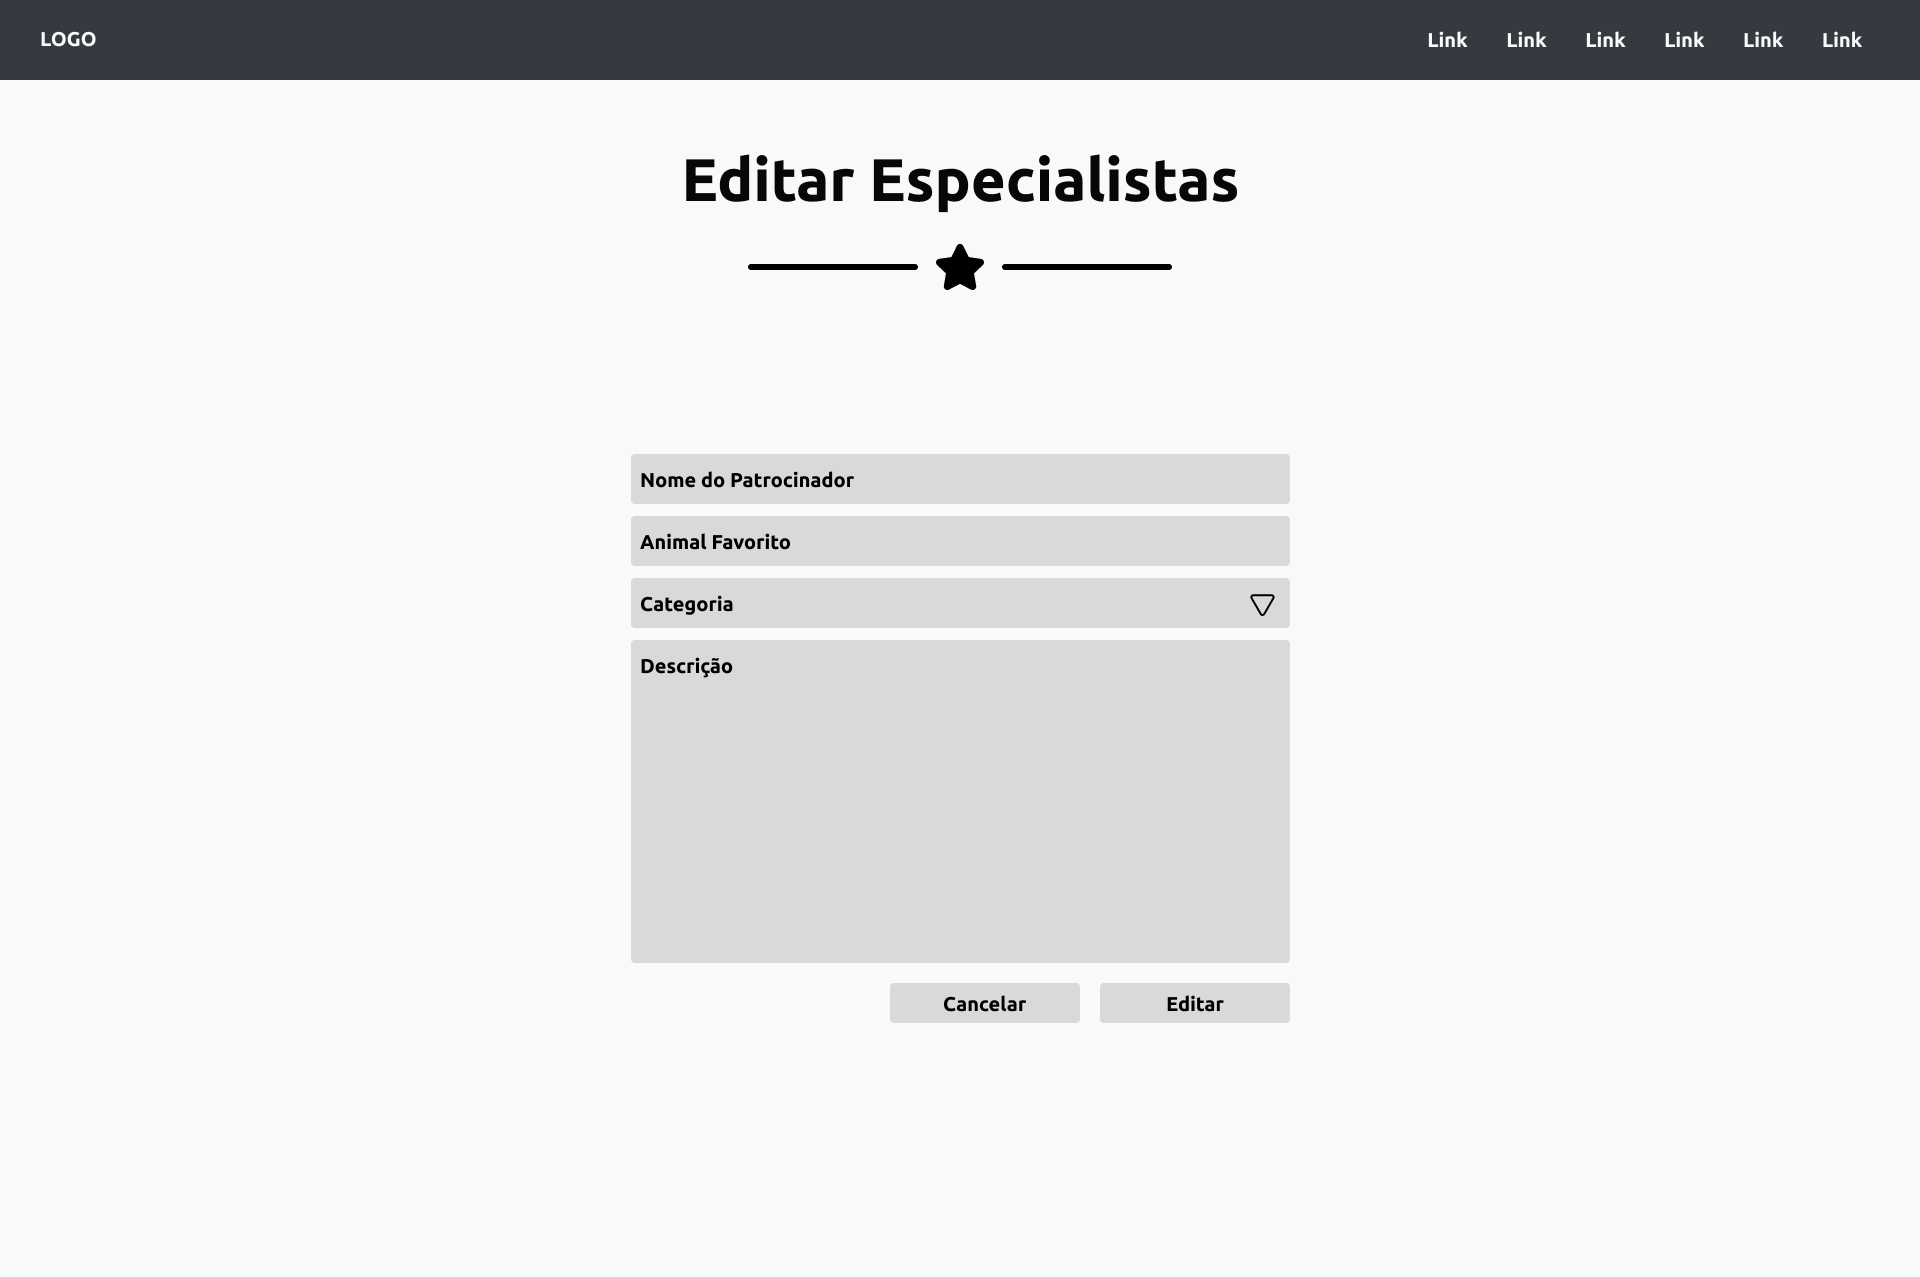 LOGO Link Link Link Link Link Link
Editar Especialistas
Nome do Patrocinador
Animal Favorito
Categoria
Descrição
Cancelar Editar